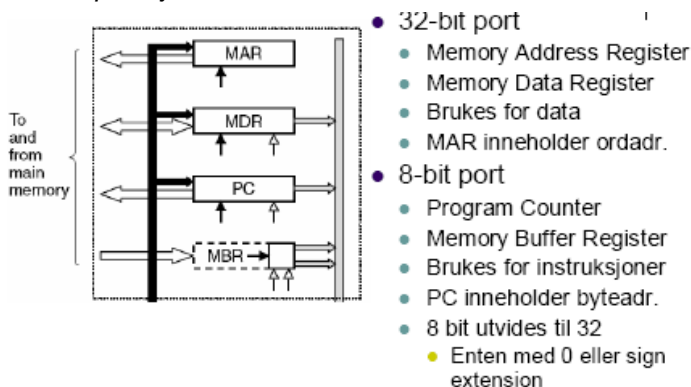 To
and
from
main
memory
MAR
MDR
PC
MBR
32-bit port
Memory Address Register
Memory Data Register
Brukes for data
MAR inneholder ordadr.
8-bit port
Program Counter
Memory Buffer Register
Brukes for instruksjoner
PC inneholder byteadr.
8 bit utvides til 32
Enten med 0 eller sign
extension